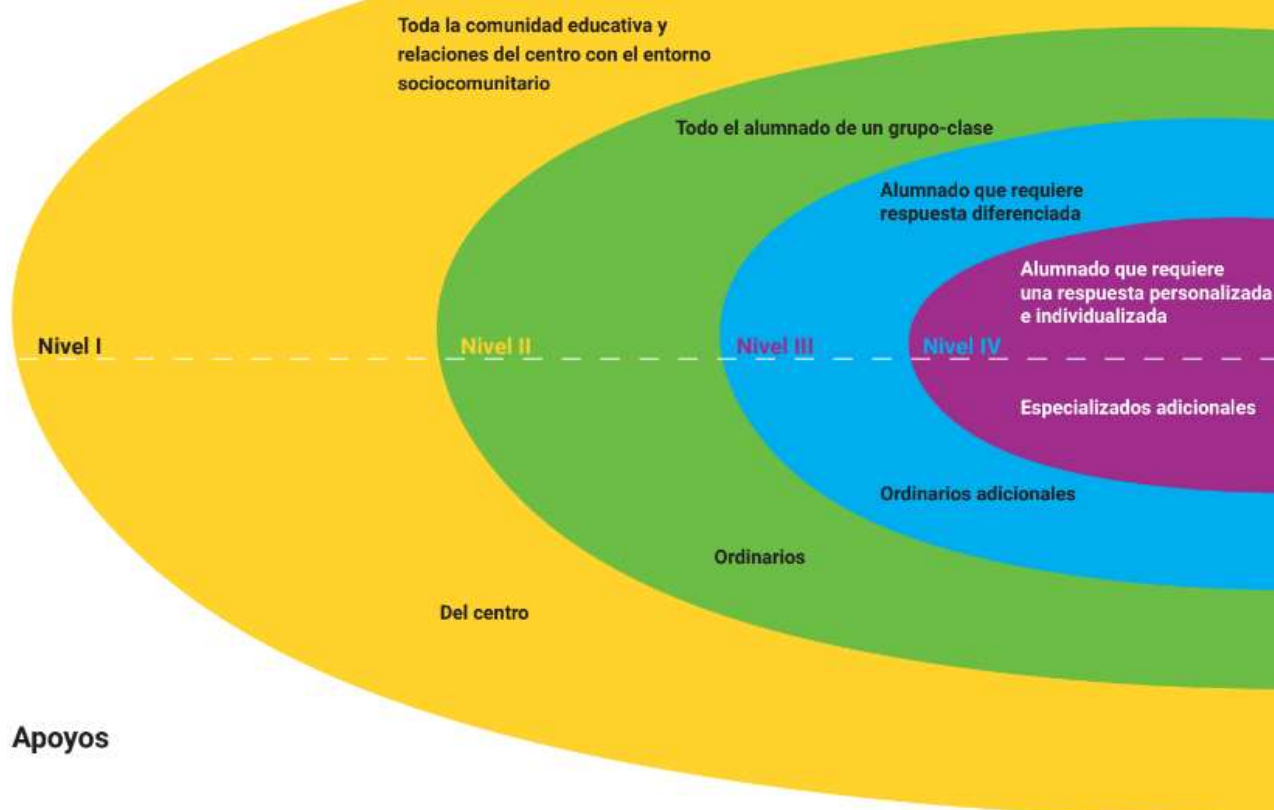 Toda la comunidad educativa y
relaciones del centro con el entorno
sociocomunitario
Todo el alumnado de un grupo-clase
Alumnado que requiere
respuesta diferenciada
Alumnado que requiere
una respuesta personalizada
e individualizada
Nivel I
Nivel II
Nivel III
Nivel IV
Especializados adicionales
Ordinarios adicionales
Ordinarios
Del centro
Apoyos